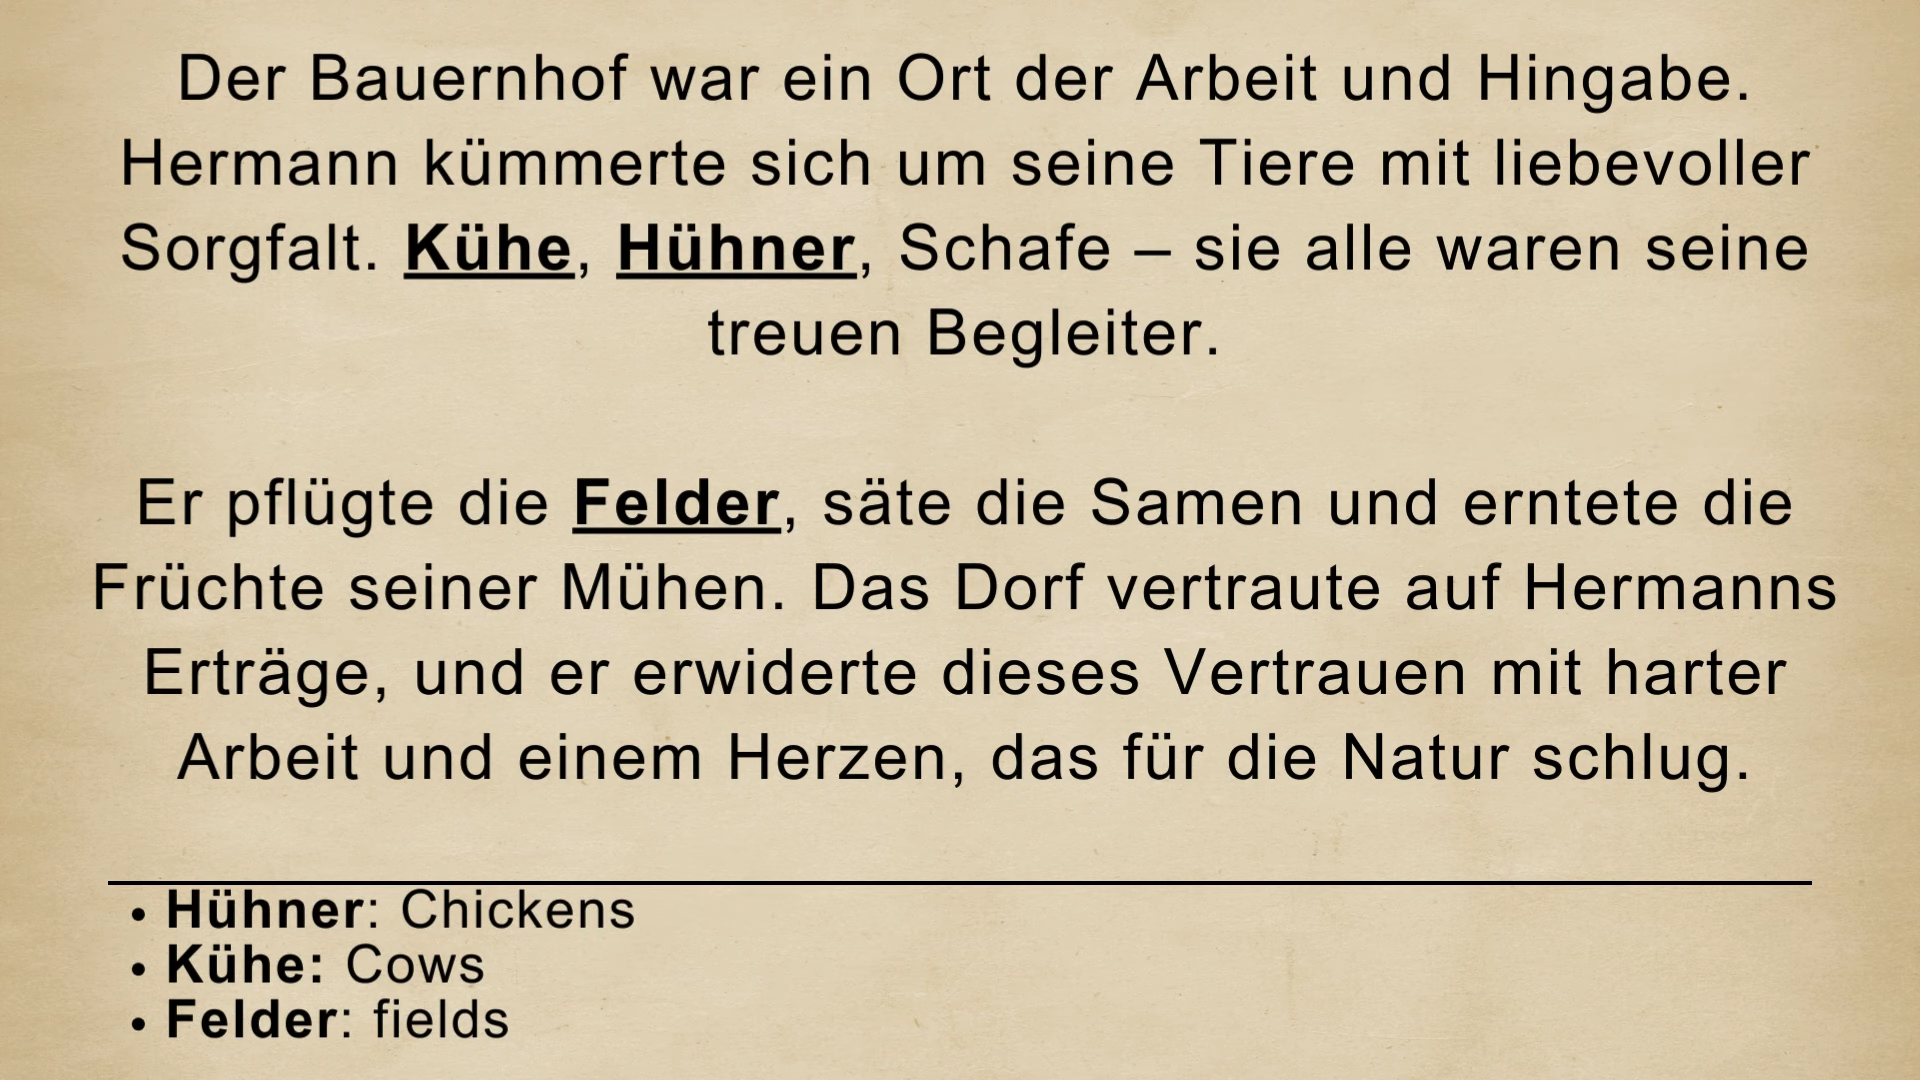 Der Bauernhof war ein Ort der Arbeit und Hingabe.
Hermann kümmerte sich um seine Tiere mit liebevoller
Sorgfalt. Kühe, Hühner, Schafe – sie alle waren seine
treuen Begleiter.
Er pflügte die Felder, säte die Samen und erntete die
Früchte seiner Mühen. Das Dorf vertraute auf Hermanns
Erträge, und er erwiderte dieses Vertrauen mit harter
Arbeit und einem Herzen, das für die Natur schlug.
• Hühner: Chickens
• Kühe: Cows
• Felder: fields